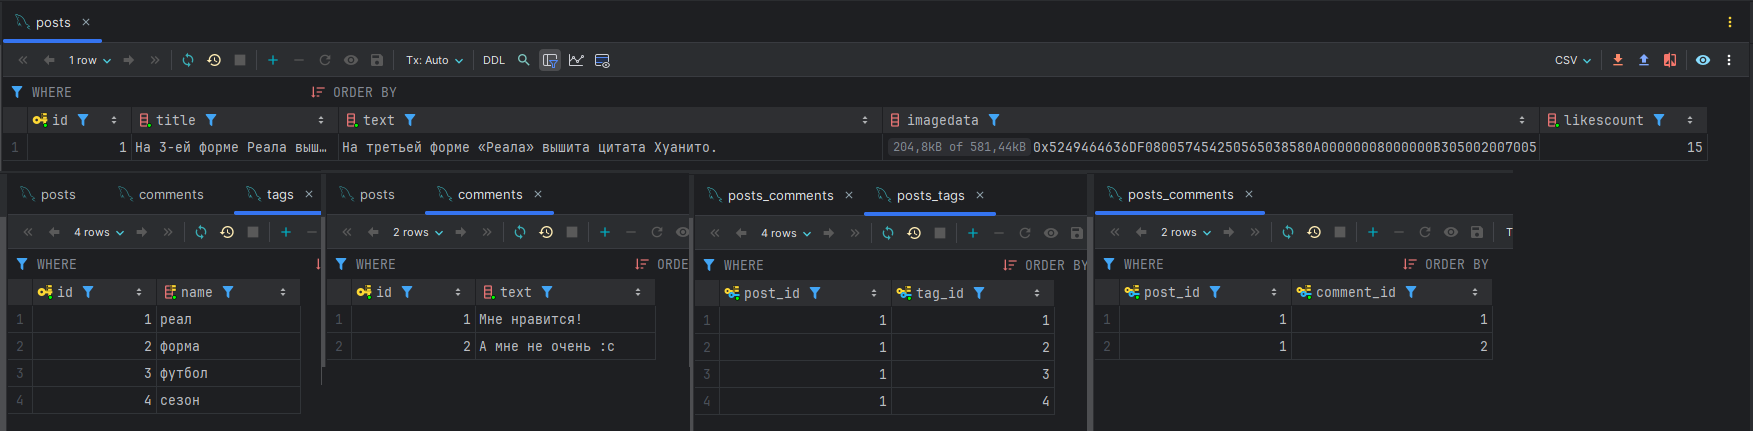 posts
1 row Tx: Auto DDL CSV
WHERE ORDER BY
id title text imagedata likescount
1 1 На 3-ей форме Реала выш… На третьей форме «Реала» вышита цитата Хуанито. 204,8kB of 581,44kB 0x5249464636DF080057454250565038580A00000008000000B305002007005 15
posts comments tags
4 rows
WHERE
id name
1 1 реал
2 2 форма
3 3 футбол
4 4 сезон
posts comments
2 rows
WHERE ORDE
id text
1 1 Мне нравится!
2 2 А мне не очень :с
posts_comments posts_tags
4 rows
WHERE ORDER BY
post_id tag_id
1 1 1
2 1 2
3 1 3
4 1 4
posts_comments
2 rows T
WHERE ORDER BY
post_id comment_id
1 1 1
2 1 2